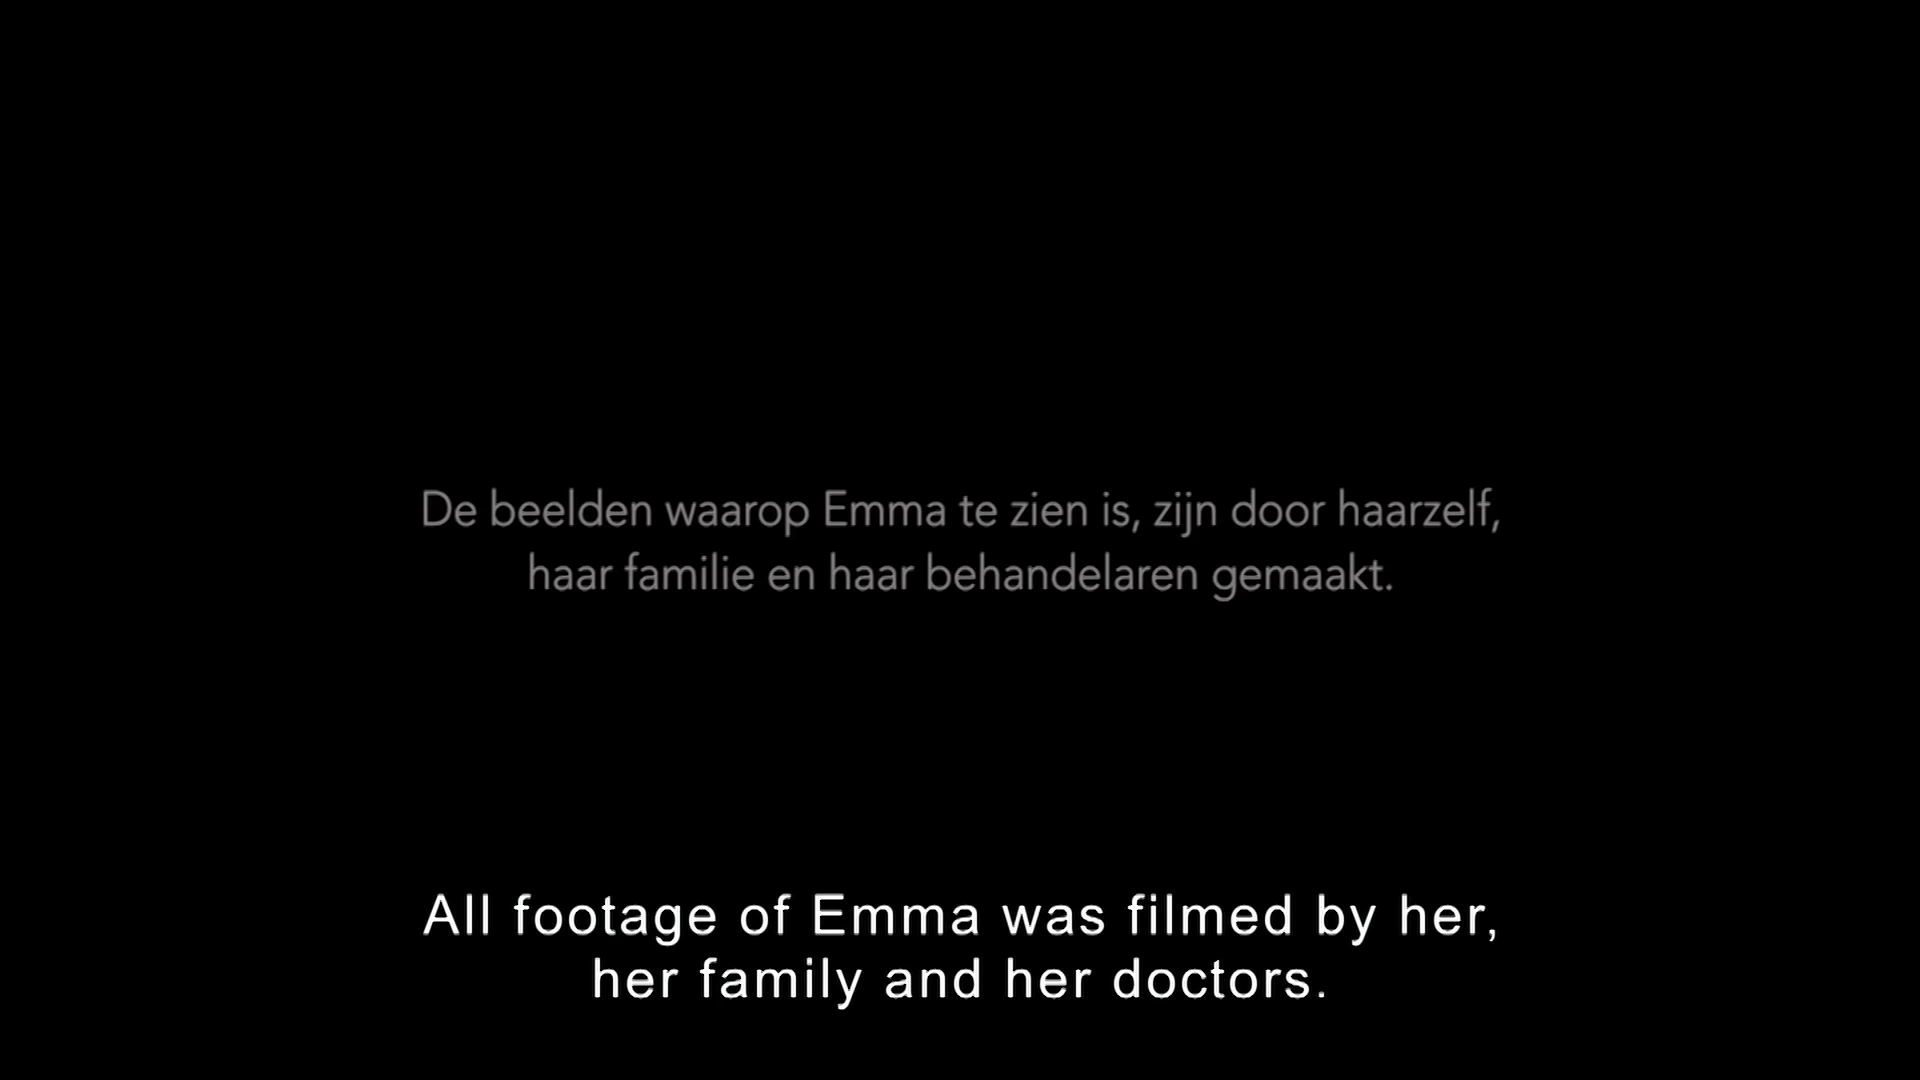 De beelden waarop Emma te zien is, zijn door haarzelf,
haar familie en haar behandelaren gemaakt.
All footage of Emma was filmed by her,
her family and her doctors.